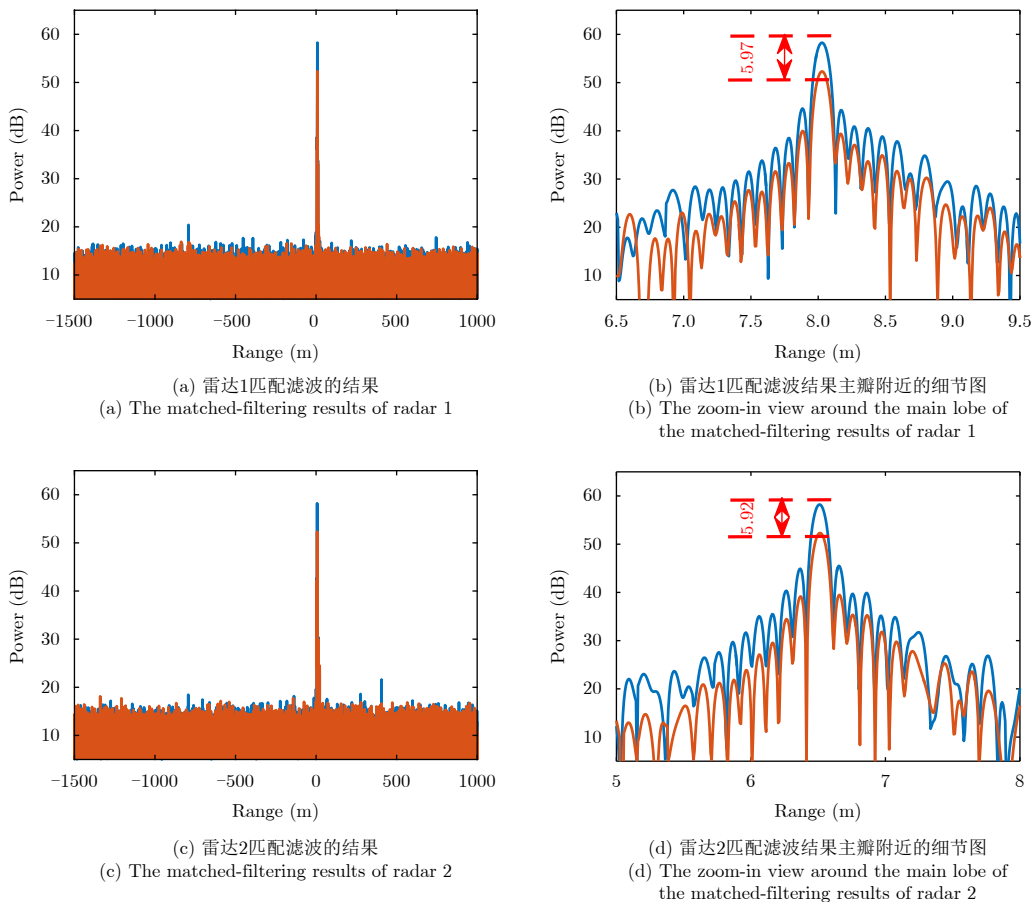 60
50
40
30
20
10
Power (dB)
−1500
−1000
−500
0
500
1000
Range (m)
(a) 雷达1匹配滤波的结果
(a) The matched-filtering results of radar 1
60
50
40
30
20
10
Power (dB)
5.97
6.5
7.0
7.5
8.0
8.5
9.0
9.5
Range (m)
(b) 雷达1匹配滤波结果主瓣附近的细节图
(b) The zoom-in view around the main lobe of
the matched-filtering results of radar 1
60
50
40
30
20
10
Power (dB)
−1500
−1000
−500
0
500
1000
Range (m)
(c) 雷达2匹配滤波的结果
(c) The matched-filtering results of radar 2
60
50
40
30
20
10
Power (dB)
5.92
5
6
7
8
Range (m)
(d) 雷达2匹配滤波结果主瓣附近的细节图
(d) The zoom-in view around the main lobe of
the matched-filtering results of radar 2